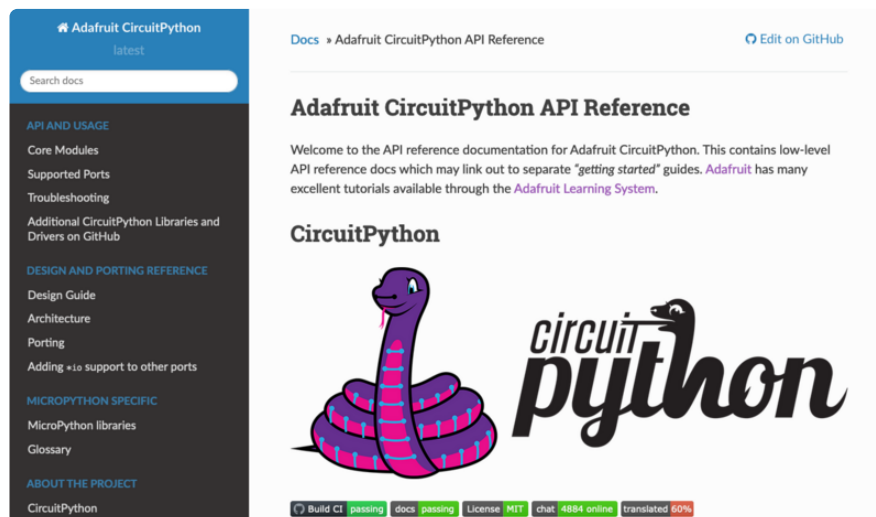 Adafruit CircuitPython
latest
Search docs
API AND USAGE
Core Modules
Supported Ports
Troubleshooting
Additional CircuitPython Libraries and
Drivers on GitHub
DESIGN AND PORTING REFERENCE
Design Guide
Architecture
Porting
Adding *io support to other ports
MICROPYTHON SPECIFIC
MicroPython libraries
Glossary
ABOUT THE PROJECT
CircuitPython
Docs » Adafruit CircuitPython API Reference
Edit on GitHub
Adafruit CircuitPython API Reference
Welcome to the API reference documentation for Adafruit CircuitPython. This contains low-level
API reference docs which may link out to separate "getting started" guides. Adafruit has many
excellent tutorials available through the Adafruit Learning System.
CircuitPython
circuit
python
Build CI passing docs passing License MIT chat 4884 online translated 60%